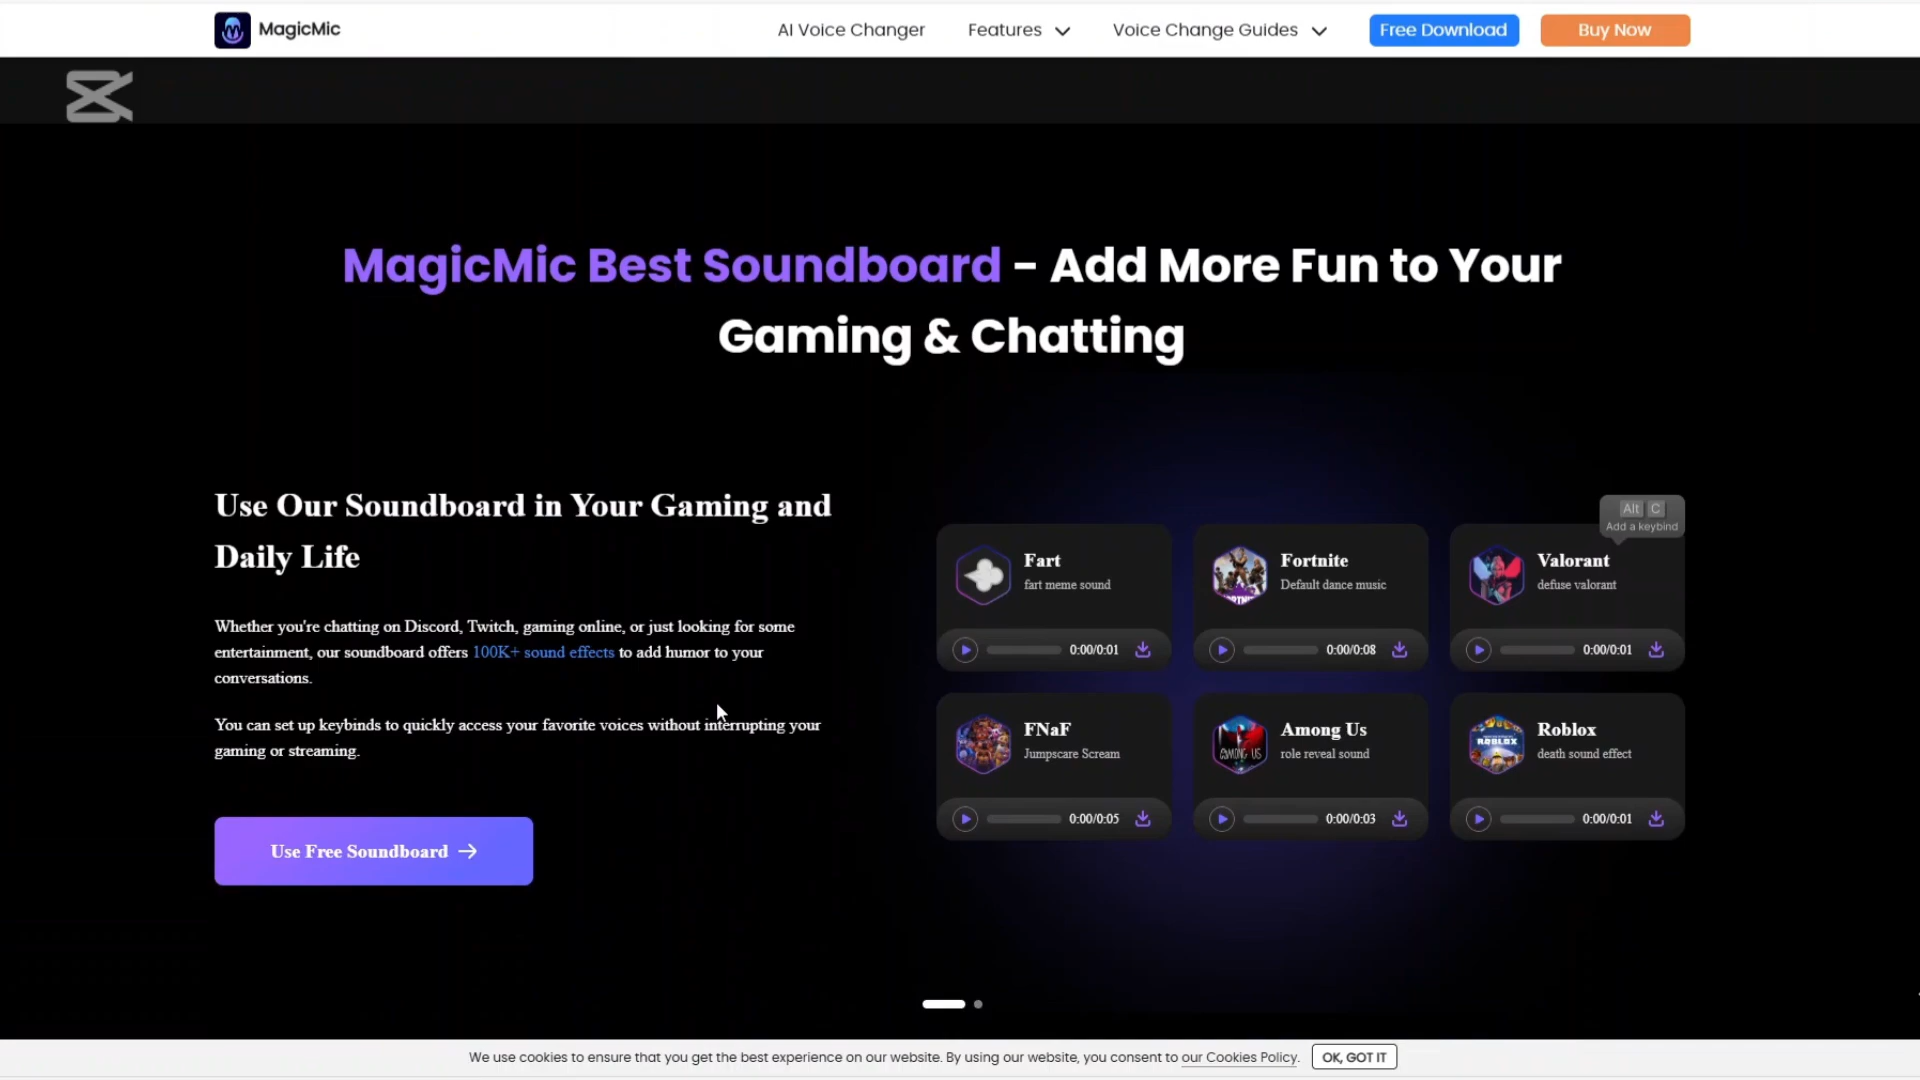 MagicMic
AI Voice Changer
Features
Voice Change Guides
Free Download
Buy Now
MagicMic Best Soundboard - Add More Fun to Your
Gaming & Chatting
Use Our Soundboard in Your Gaming and
Daily Life
Whether you're chatting on Discord, Twitch, gaming online, or just looking for some
entertainment, our soundboard offers 100K+ sound effects to add humor to your
conversations.
You can set up keybinds to quickly access your favorite voices without interrupting your
gaming or streaming.
Use Free Soundboard
Alt C
Add a keybind
Fart
fart meme sound
0:00/0:01
Fortnite
Default dance music
0:00/0:08
Valorant
defuse valorant
0:00/0:01
FNaF
Jumpscare Scream
0:00/0:05
AMONG US
Among Us
role reveal sound
0:00/0:03
ROBLOX
Roblox
death sound effect
0:00/0:01
We use cookies to ensure that you get the best experience on our website. By using our website, you consent to our Cookies Policy.
OK, GOT IT